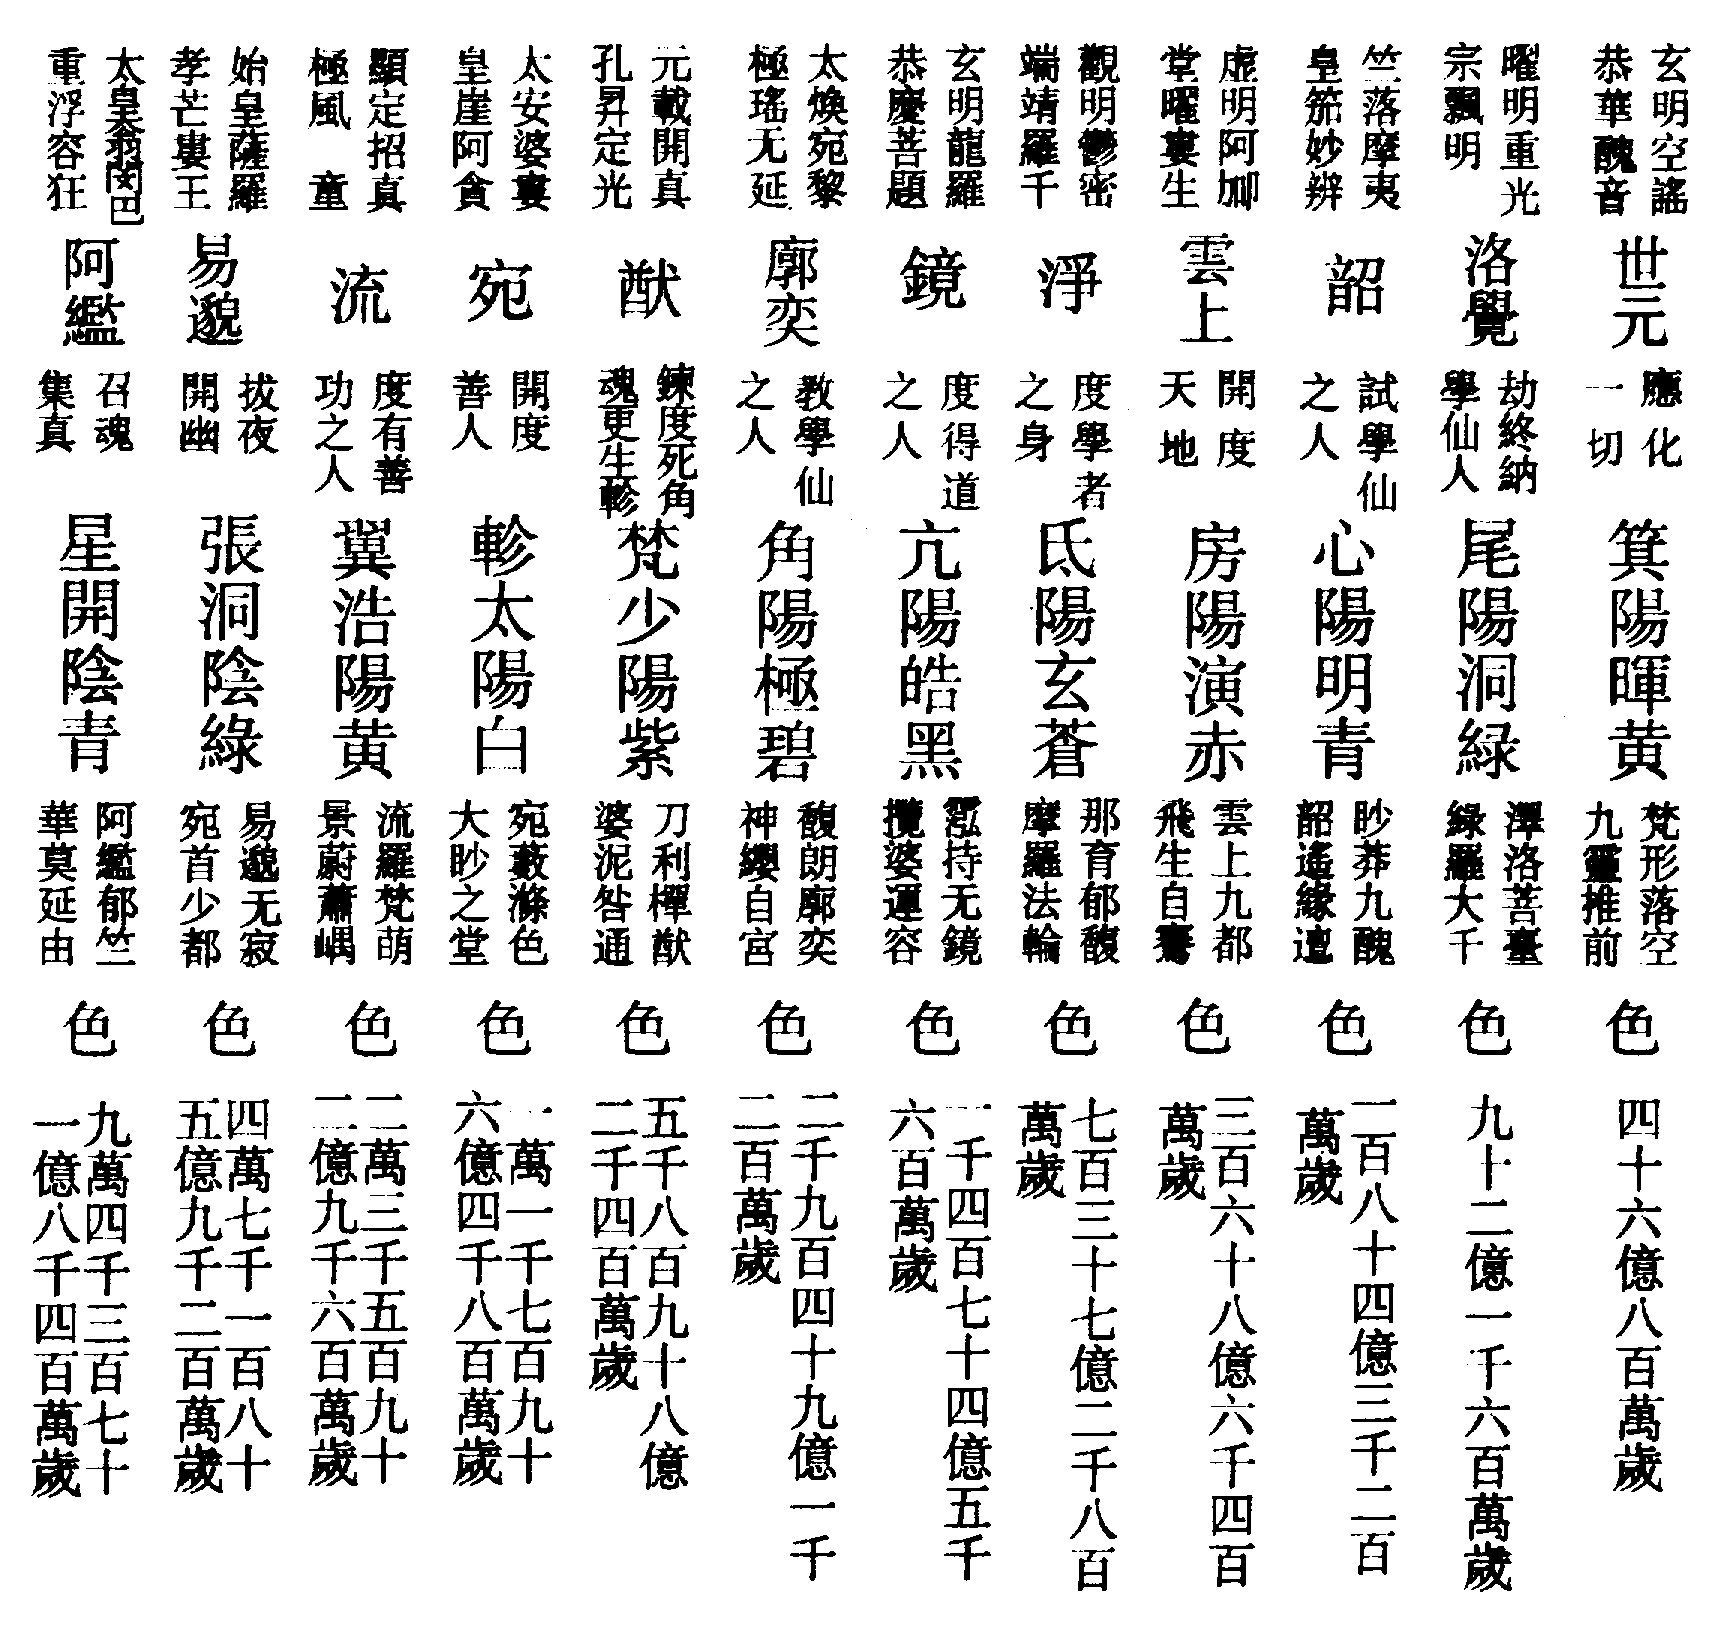 玄明空謠
恭華醜音
世元
應化
一切
箕陽暉黄
梵形落空
九靈推前
色
四十六億八百萬歲
曜明重光
宗飄明
洛覺
劫終納
學仙人
尾陽洞緑
澤洛菩臺
緑羅大千
色
九十二億一千六百萬歲
竺落摩夷
皇笳妙辨
韶
試學仙
之人
心陽明青
眇莽九醜
韶遙緣邅
色
一百八十四億三千二百
萬歲
虛明阿
堂曜婁生
雲上
開度
天地
房陽演赤
雲上九都
飛生自騫
色
三百六十八億六千四百
萬歲
觀明鬱密
端靖羅千
淨
度學者
之身
氐陽玄蒼
那育郁馥
摩羅法輪
色
七百三十七億二千八百
萬歲
玄明龍羅
恭慶菩題
鏡
度得道
之人
亢陽皓黑
霐持无鏡
攬婆運容
色
一千四百七十四億五千
六百萬歲
太煥宛黎
極瑤无延
廓奕
教學仙
之人
角陽極碧
馥朗廓奕
神纓自宮
色
二千九百四十九億一千
二百萬歲
元載開真
孔昇定光
猷
鍊度死角
魂更生軫
梵少陽紫
刀利禪猷
婆泥咎通
色
五千八百九十八億
二千四百萬歲
太安婆婁
皇崖阿貪
宛
開度
善人
軫太陽白
宛藪滌色
大眇之堂
色
一萬一千七百九十
六億四千八百萬歲
顯定招真
極風 童
流
度有善
功之人
翼浩陽黄
流羅梵萌
景蔚蕭嵎
色
二萬三千五百九十
二億九千六百萬歲
始皇薩羅
孝芒婁王
易邈
拔夜
開幽
張洞陰緑
易邈无寂
宛首少都
色
四萬七千一百八十
五億九千二百萬歲
太皇翁閔巴
重浮容狂
阿鑑
召魂
集真
星開陰青
阿鑑郁竺
華莫延由
色
九萬四千三百七十
一億八千四百萬歲